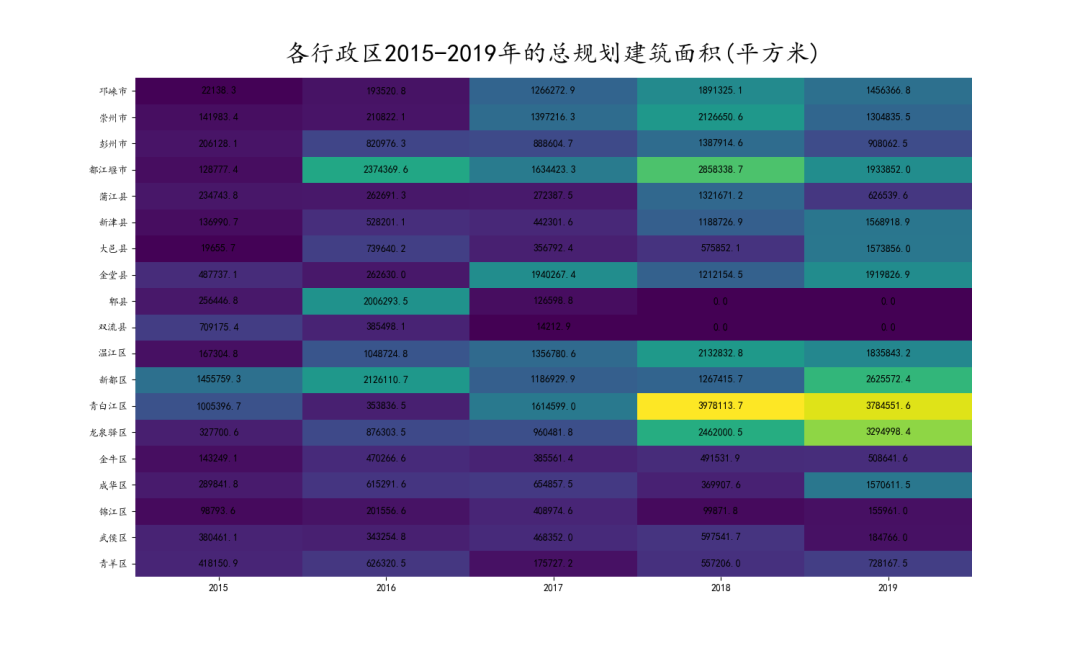 各行政区2015-2019年的总规划建筑面积(平方米)
邛崃市 22138.3 193520.8 1266272.9 1891325.1 1456366.8
崇州市 141983.4 210822.1 1397216.3 2126650.6 1304835.5
彭州市 206128.1 820976.3 888604.7 1387914.6 908062.5
都江堰市 128777.4 2374369.6 1634423.3 2858338.7 1933852.0
蒲江县 234743.8 262691.3 272387.5 1321671.2 626539.6
新津县 136990.7 528201.1 442301.6 1188726.9 1568918.9
大邑县 19655.7 739640.2 356792.4 575852.1 1573856.0
金堂县 487737.1 262630.0 1940267.4 1212154.5 1919826.9
郫县 256446.8 2006293.5 126598.8 0.0 0.0
双流县 709175.4 385498.1 14212.9 0.0 0.0
温江区 167304.8 1048724.8 1356780.6 2132832.8 1835843.2
新都区 1455759.3 2126110.7 1186929.9 1267415.7 2625572.4
青白江区 1005396.7 353836.5 1614599.0 3978113.7 3784551.6
龙泉驿区 327700.6 876303.5 960481.8 2462000.5 3294998.4
金牛区 143249.1 470266.6 385561.4 491531.9 508641.6
成华区 289841.8 615291.6 654857.5 369907.6 1570611.5
锦江区 98793.6 201556.6 408974.6 99871.8 155961.0
武侯区 380461.1 343254.8 468352.0 597541.7 184766.0
青羊区 418150.9 626320.5 175727.2 557206.0 728167.5
2015 2016 2017 2018 2019